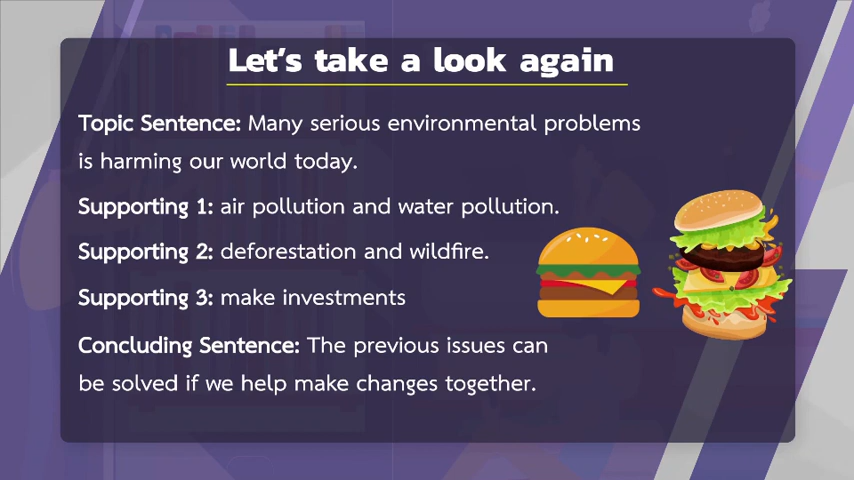 Let's take a look again
Topic Sentence: Many serious environmental problems
is harming our world today.
Supporting 1: air pollution and water pollution.
Supporting 2: deforestation and wildfire.
Supporting 3: make investments
Concluding Sentence: The previous issues can
be solved if we help make changes together.